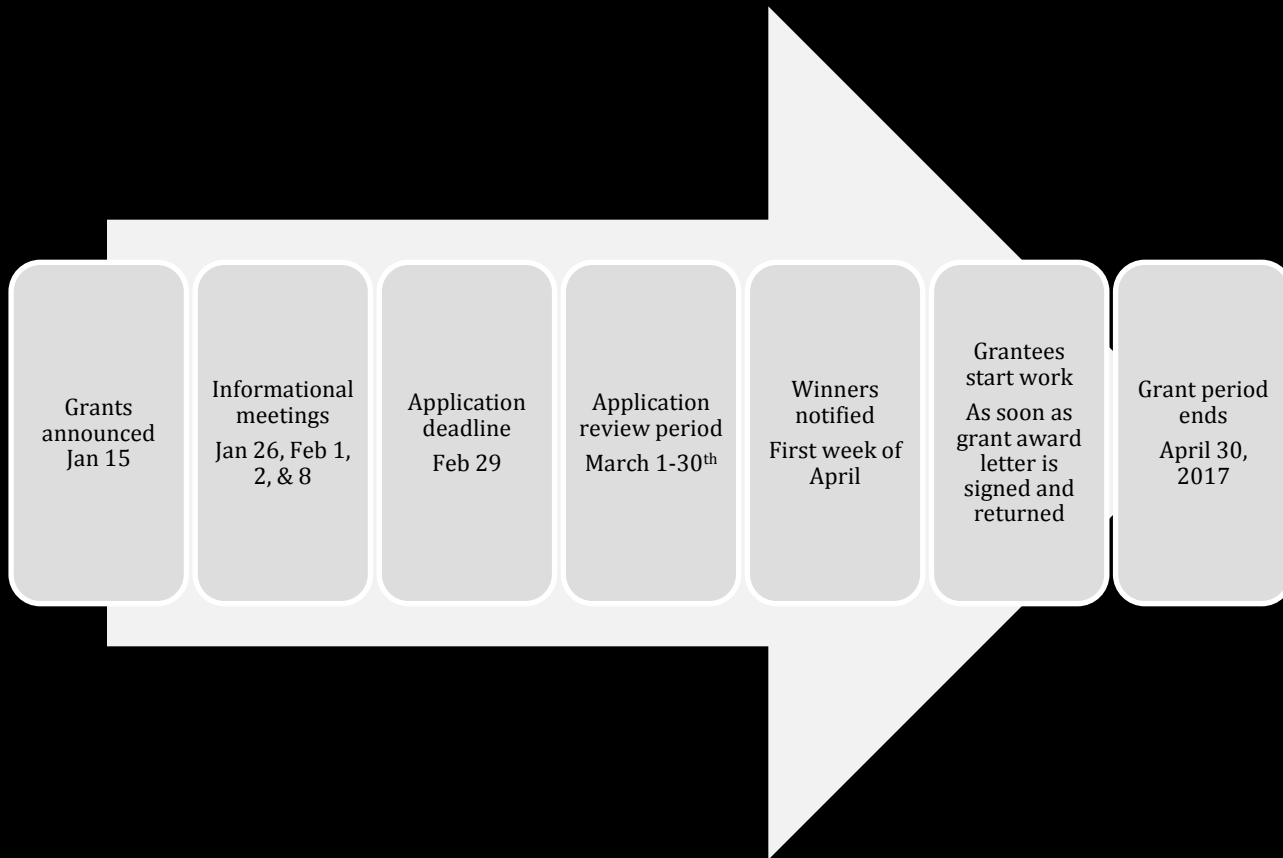 Grants
announced
Jan 15
Informational
meetings
Jan 26, Feb 1,
2, & 8
Application
deadline
Feb 29
Application
review period
March 1-30th
Winners
notified
First week of
April
Grantees
start work
As soon as
grant award
letter is
signed and
returned
Grant period
ends
April 30,
2017